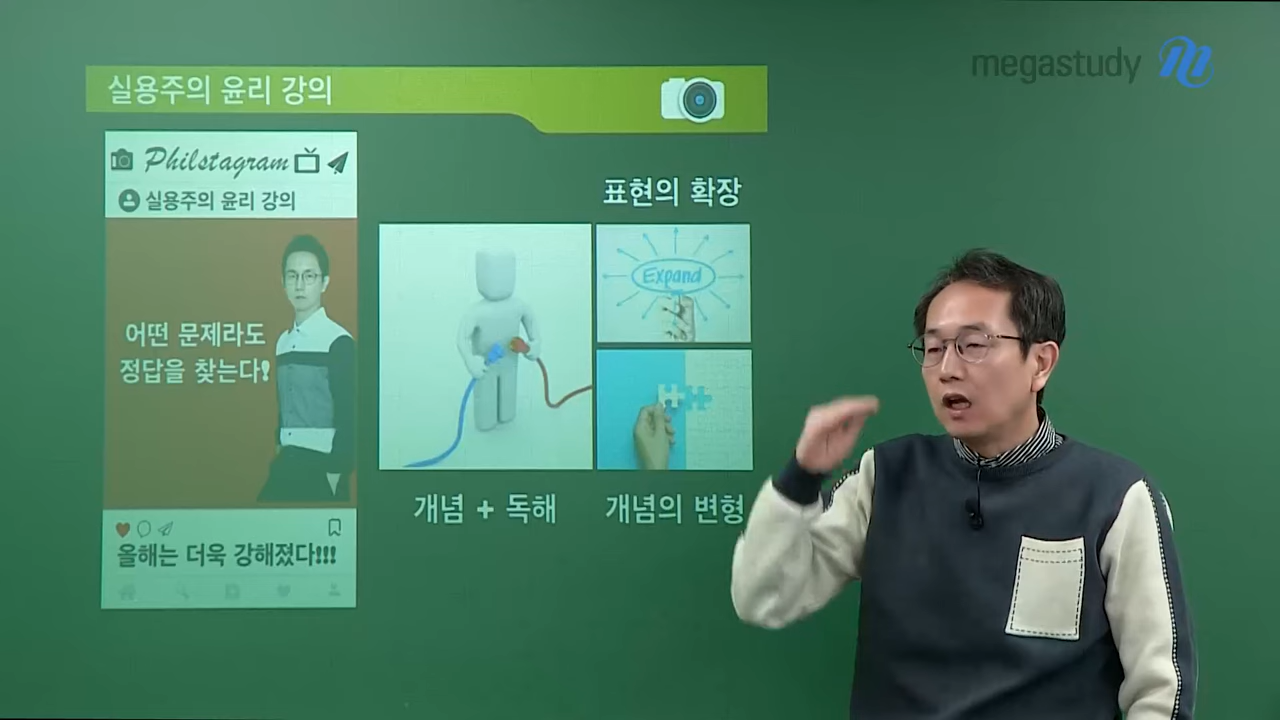 megastudy
실용주의 윤리 강의
Philstagram
실용주의 윤리 강의
어떤 문제라도
정답을 찾는다!
올해는 더욱 강해졌다!!!
표현의 확장
Expand
개념 + 독해
개념의 변형